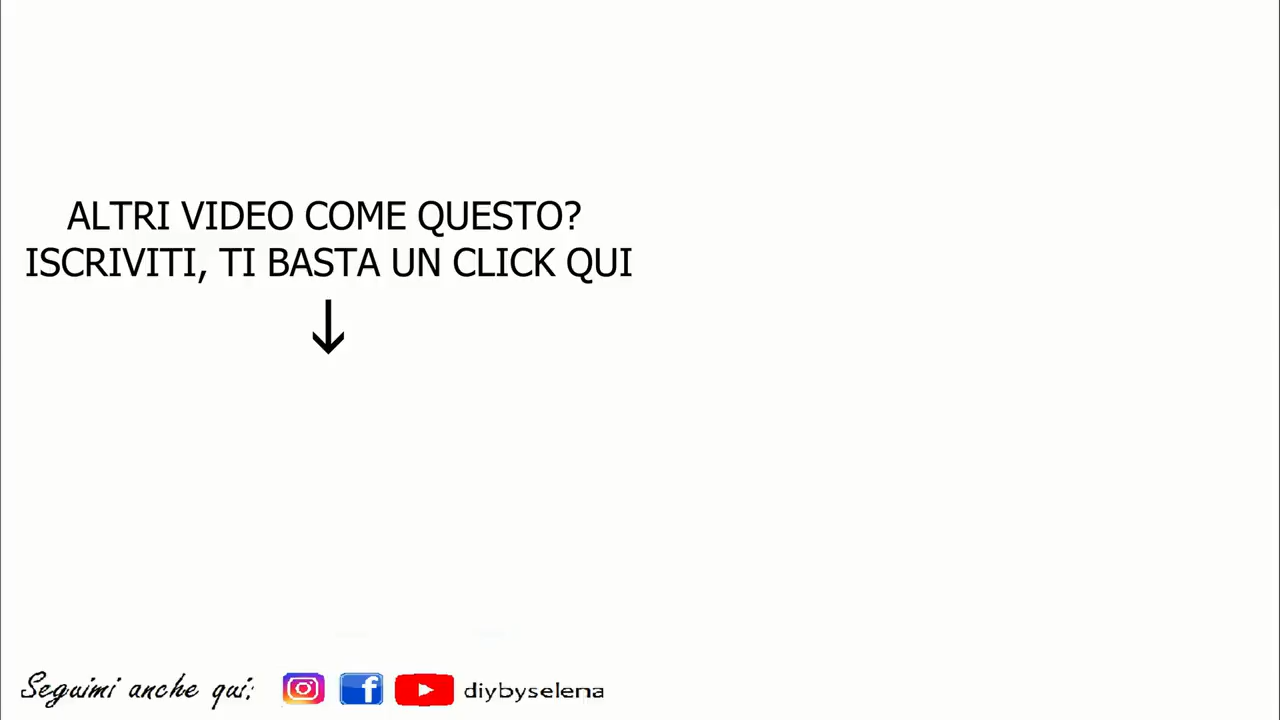 ALTRI VIDEO COME QUESTO?
ISCRIVITI, TI BASTA UN CLICK QUI
Seguimi anche qui: diybyselena